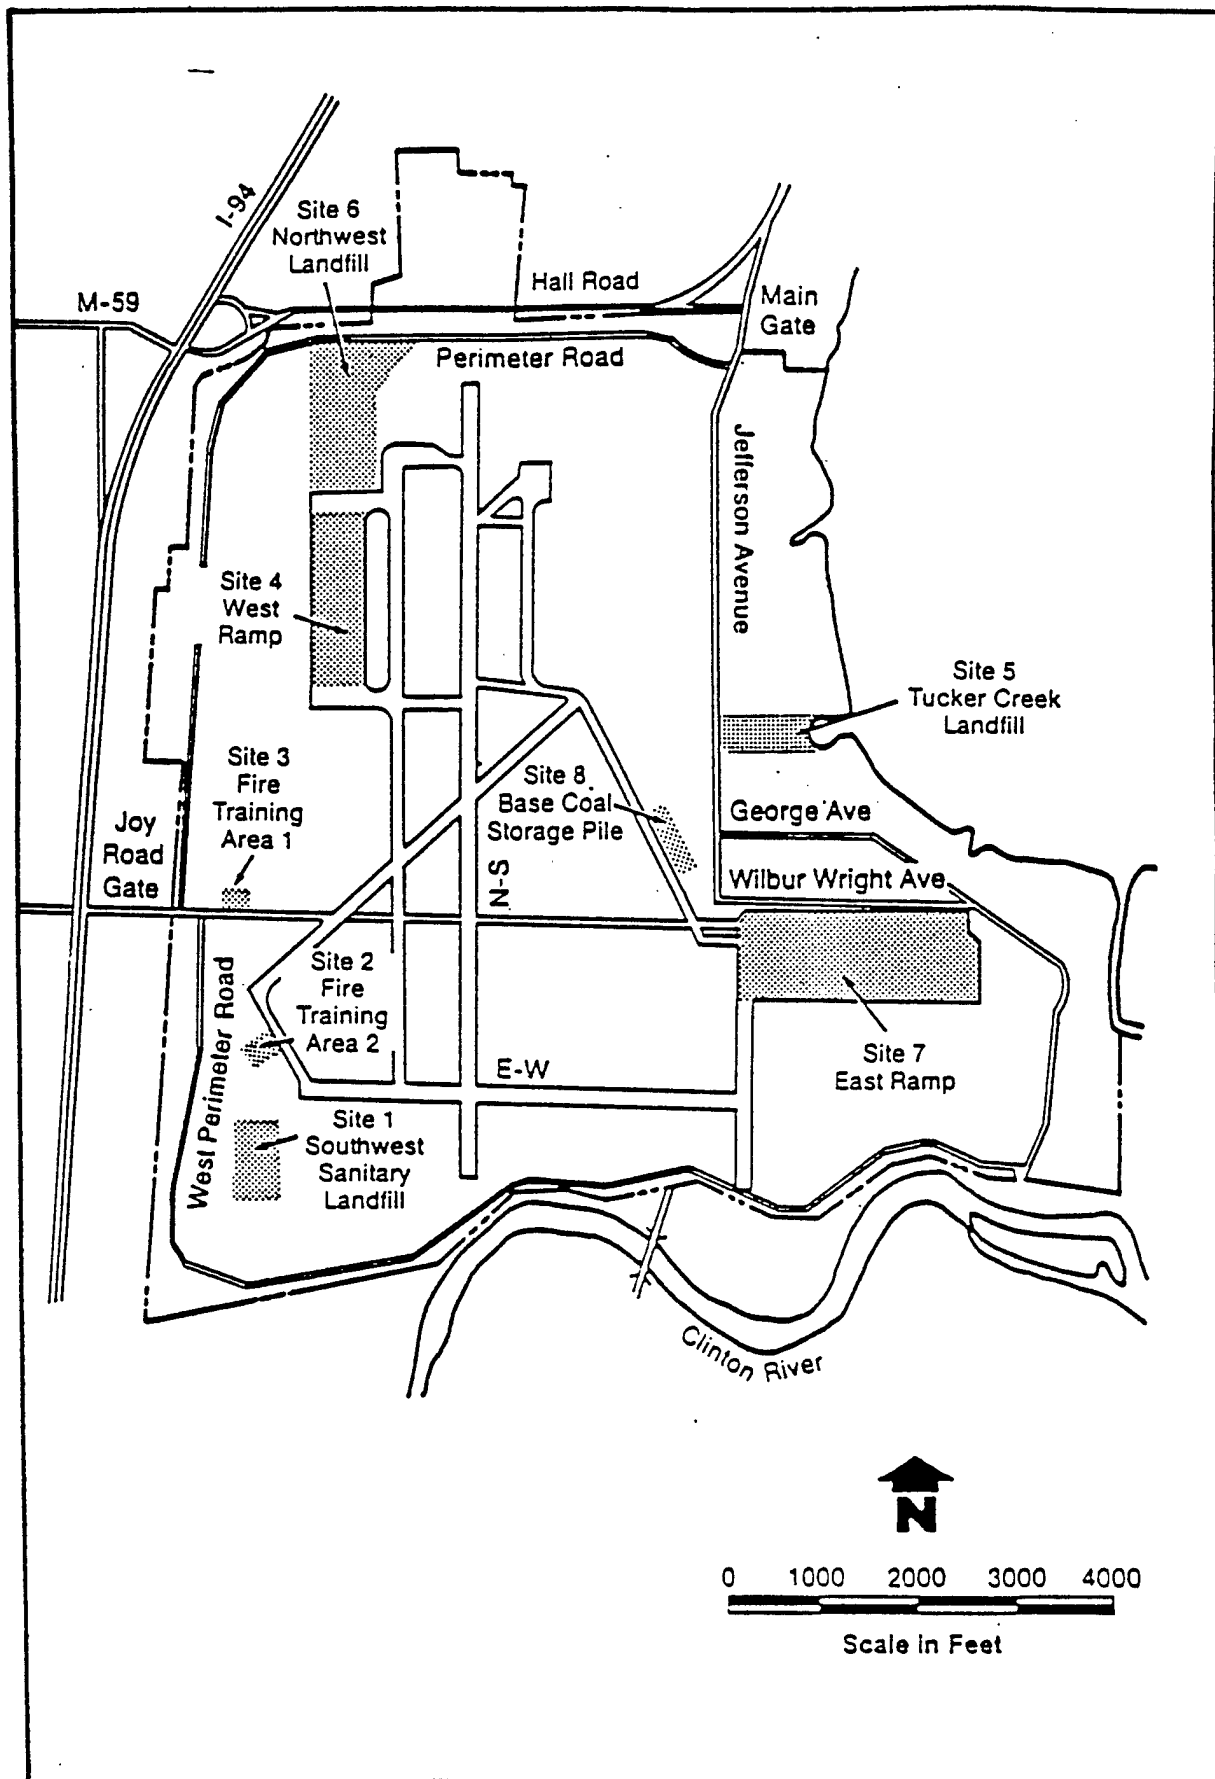 I-94
Site 6
Northwest
Landfill
M-59
Hall Road
Main
Gate
Perimeter Road
Jefferson Avenue
Site 4
West
Ramp
Site 5
Tucker Creek
Landfill
Site 3
Fire
Training
Area 1
Site 8
Base Coal
Storage Pile
George Ave
Joy
Road
Gate
N-S
Wilbur Wright Ave
West Perimeter Road
Site 2
Fire
Training
Area 2
E-W
Site 7
East Ramp
Site 1
Southwest
Sanitary
Landfill
Clinton River
N
0 1000 2000 3000 4000
Scale in Feet